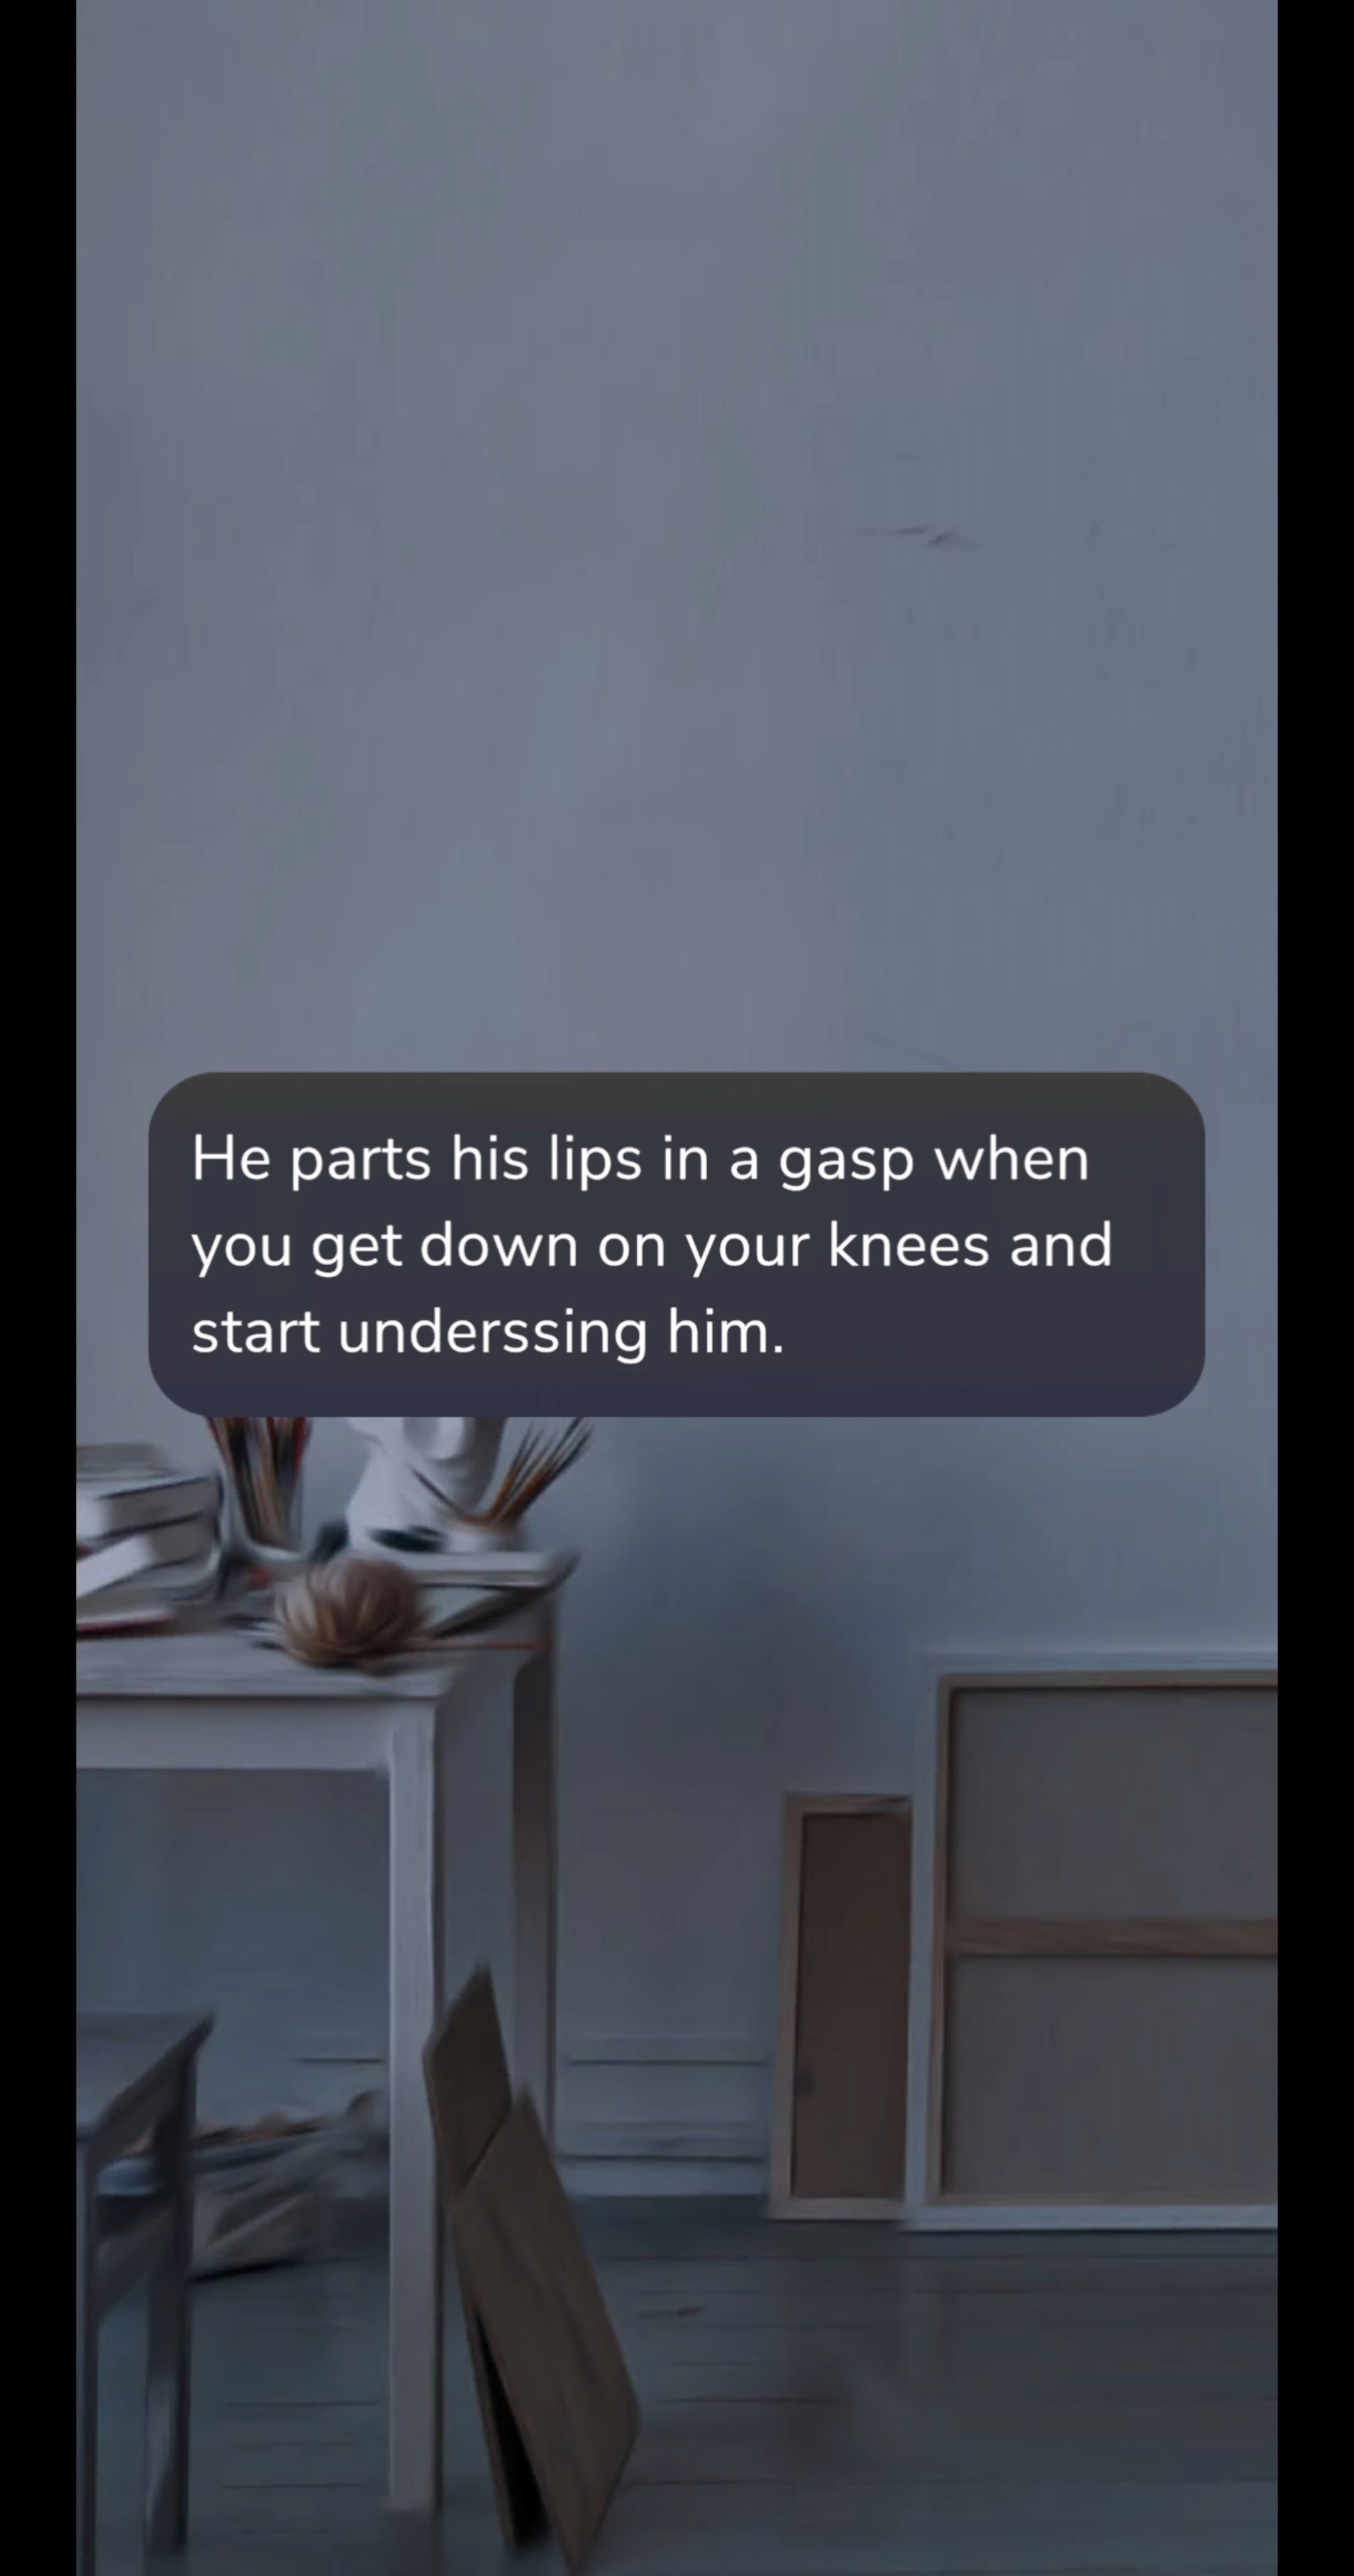 He parts his lips in a gasp when
you get down on your knees and
start underssing him.